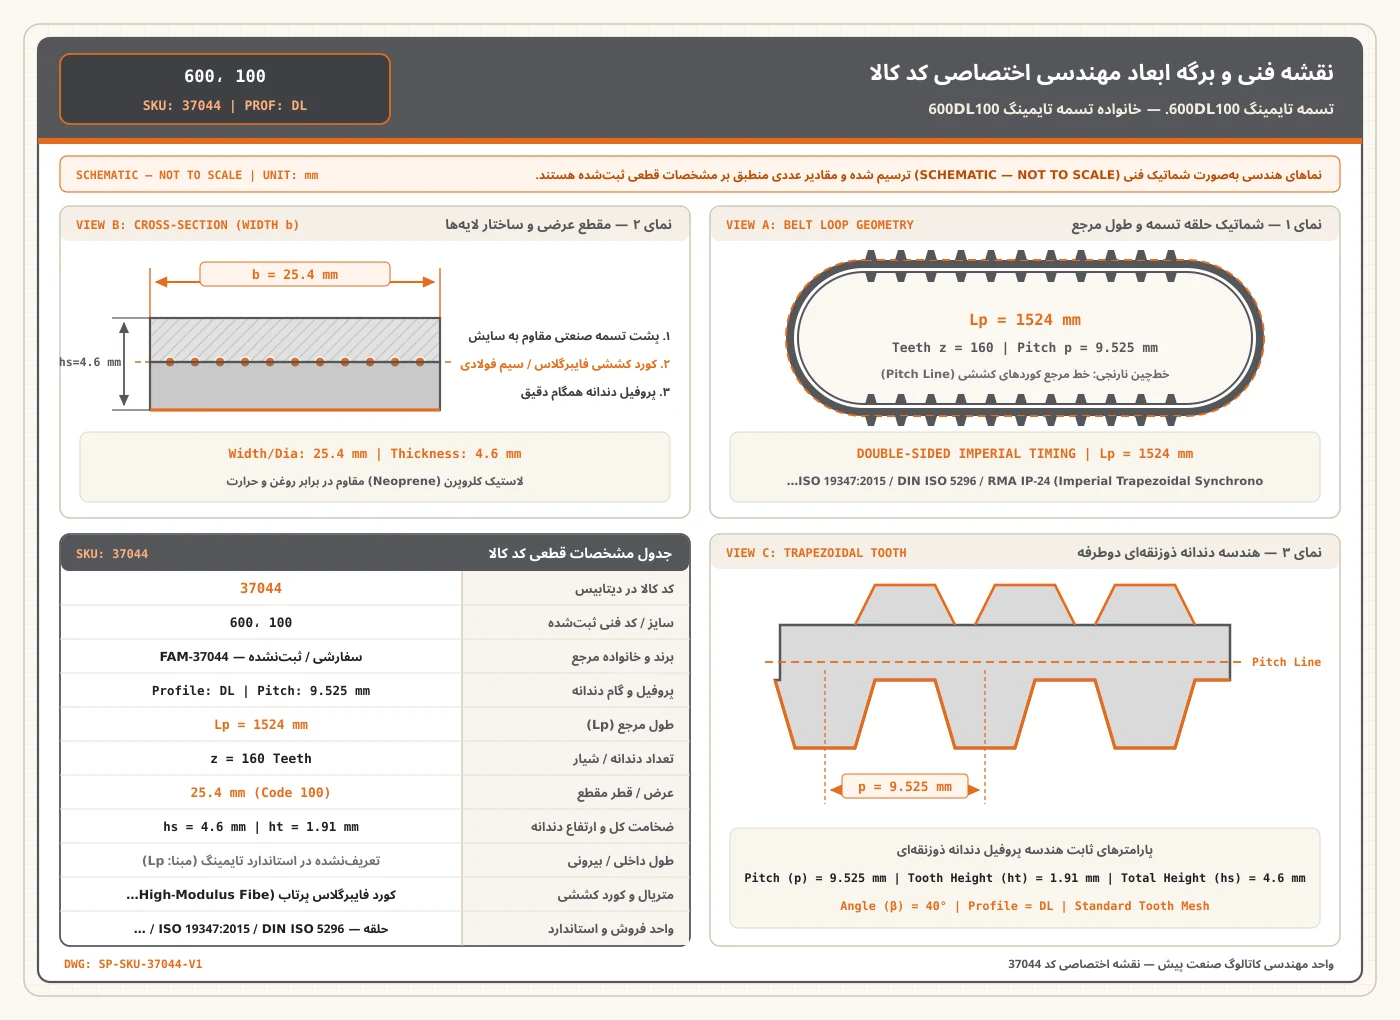 نقشه فنی و برگه ابعاد مهندسی اختصاصی کد کالا
تسمه تایمینگ 600DL100. — خانواده تسمه تایمینگ 600DL100
600، 100
SKU: 37044 | PROF: DL
نماهای هندسی به‌صورت شماتیک فنی (SCHEMATIC — NOT TO SCALE) ترسیم شده و مقادیر عددی منطبق بر مشخصات قطعی ثبت‌شده هستند.
SCHEMATIC — NOT TO SCALE | UNIT: mm
نمای ۱ — شماتیک حلقه تسمه و طول مرجع
VIEW A: BELT LOOP GEOMETRY
Lp = 1524 mm
Teeth z = 160 | Pitch p = 9.525 mm
خط‌چین نارنجی: خط مرجع کوردهای کششی (Pitch Line)
DOUBLE-SIDED IMPERIAL TIMING | Lp = 1524 mm
...ISO 19347:2015 / DIN ISO 5296 / RMA IP-24 (Imperial Trapezoidal Synchrono
نمای ۲ — مقطع عرضی و ساختار لایه‌ها
VIEW B: CROSS-SECTION (WIDTH b)
b = 25.4 mm
hs=4.6 mm
۱. پشت تسمه صنعتی مقاوم به سایش
۲. کورد کششی فایبرگلاس / سیم فولادی
۳. پروفیل دندانه همگام دقیق
Width/Dia: 25.4 mm | Thickness: 4.6 mm
لاستیک کلروپرن (Neoprene) مقاوم در برابر روغن و حرارت
نمای ۳ — هندسه دندانه ذوزنقه‌ای دوطرفه
VIEW C: TRAPEZOIDAL TOOTH
Pitch Line
p = 9.525 mm
پارامترهای ثابت هندسه پروفیل دندانه ذوزنقه‌ای
Pitch (p) = 9.525 mm | Tooth Height (ht) = 1.91 mm | Total Height (hs) = 4.6 mm
Angle (β) = 40° | Profile = DL | Standard Tooth Mesh
جدول مشخصات قطعی کد کالا
SKU: 37044
کد کالا در دیتابیس
37044
سایز / کد فنی ثبت‌شده
600، 100
برند و خانواده مرجع
سفارشی / ثبت‌نشده — FAM-37044
پروفیل و گام دندانه
Profile: DL | Pitch: 9.525 mm
طول مرجع (Lp)
Lp = 1524 mm
تعداد دندانه / شیار
z = 160 Teeth
عرض / قطر مقطع
25.4 mm (Code 100)
ضخامت کل و ارتفاع دندانه
hs = 4.6 mm | ht = 1.91 mm
طول داخلی / بیرونی
تعریف‌نشده در استاندارد تایمینگ (مبنا: Lp)
متریال و کورد کششی
کورد فایبرگلاس پرتاب (High-Modulus Fibe...
واحد فروش و استاندارد
حلقه — ISO 19347:2015 / DIN ISO 5296 / ...
واحد مهندسی کاتالوگ صنعت پیش — نقشه اختصاصی کد 37044
DWG: SP-SKU-37044-V1